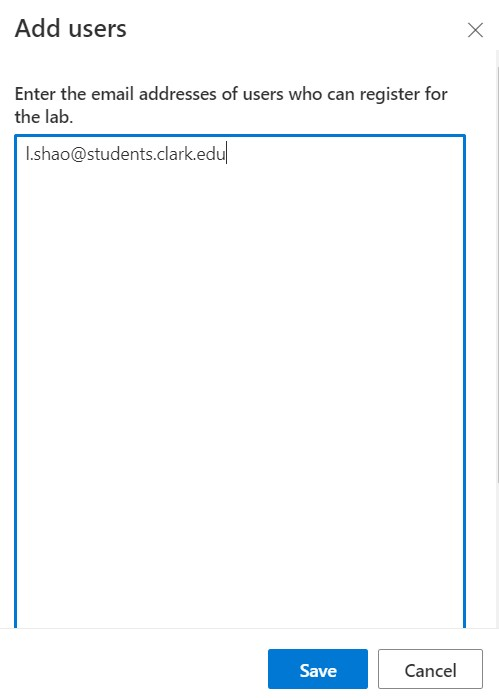 Add users
Enter the email addresses of users who can register for
the lab.
l.shao@students.clark.edu
Save
Cancel